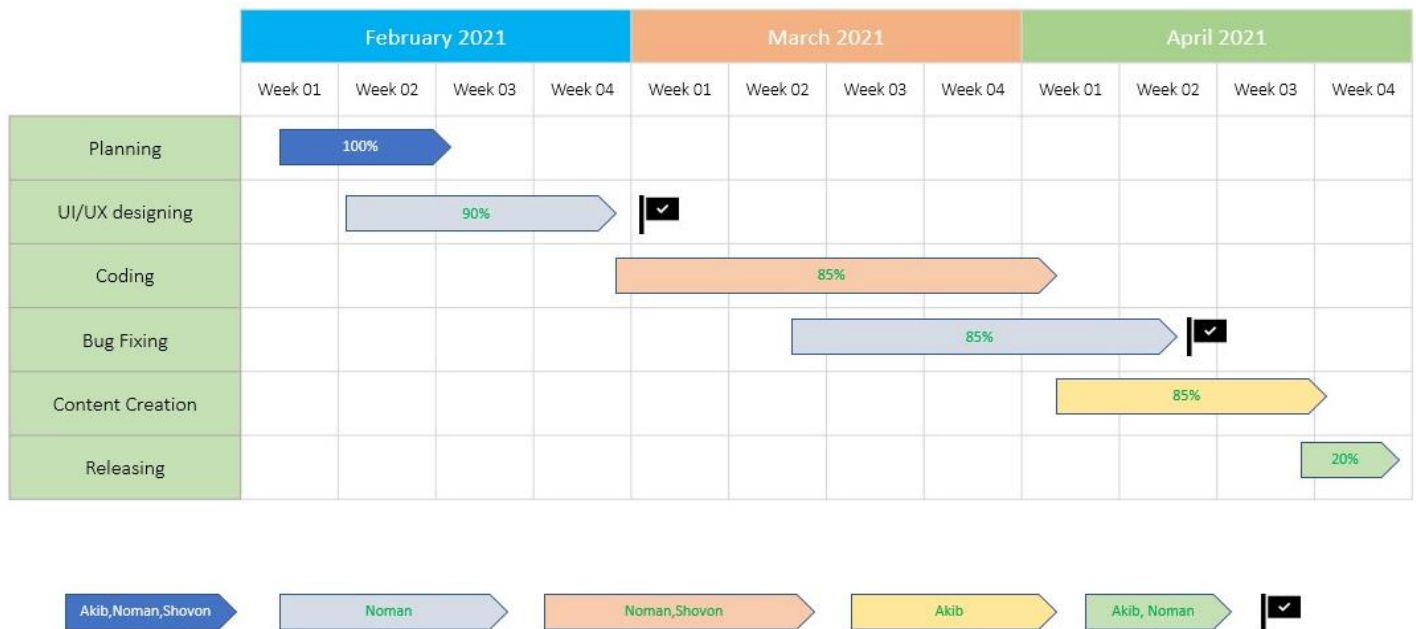 February 2021 March 2021 April 2021
Week 01 Week 02 Week 03 Week 04 Week 01 Week 02 Week 03 Week 04 Week 01 Week 02 Week 03 Week 04
Planning 100%
UI/UX designing 90%
Coding 85%
Bug Fixing 85%
Content Creation 85%
Releasing 20%
Akib,Noman,Shovon Noman Noman,Shovon Akib Akib, Noman